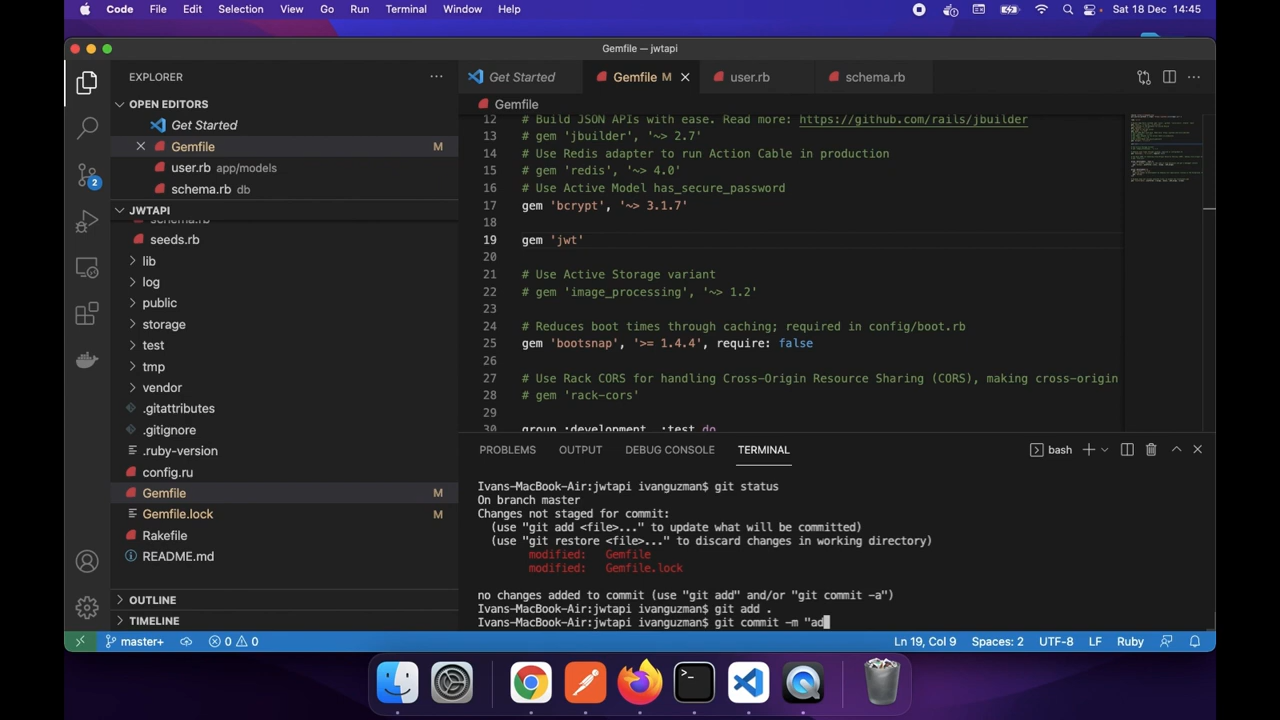 Code File Edit Selection View Go Run Terminal Window Help
Sat 18 Dec 14:45
Gemfile — jwtapi
EXPLORER
OPEN EDITORS
Get Started
Gemfile M
user.rb app/models
schema.rb db
JWTAPI
schema.rb
seeds.rb
lib
log
public
storage
test
tmp
vendor
.gitattributes
.gitignore
.ruby-version
config.ru
Gemfile M
Gemfile.lock M
Rakefile
README.md
OUTLINE
TIMELINE
2
Get Started Gemfile M user.rb schema.rb
Gemfile
12 # Build JSON APIs with ease. Read more: https://github.com/rails/jbuilder
13 # gem 'jbuilder', '~> 2.7'
14 # Use Redis adapter to run Action Cable in production
15 # gem 'redis', '~> 4.0'
16 # Use Active Model has_secure_password
17 gem 'bcrypt', '~> 3.1.7'
18
19 gem 'jwt'
20
21 # Use Active Storage variant
22 # gem 'image_processing', '~> 1.2'
23
24 # Reduces boot times through caching; required in config/boot.rb
25 gem 'bootsnap', '>= 1.4.4', require: false
26
27 # Use Rack CORS for handling Cross-Origin Resource Sharing (CORS), making cross-origin
28 # gem 'rack-cors'
29
30 group :development, :test do
PROBLEMS OUTPUT DEBUG CONSOLE TERMINAL
bash
Ivans-MacBook-Air:jwtapi ivanguzman$ git status
On branch master
Changes not staged for commit:
(use "git add <file>..." to update what will be committed)
(use "git restore <file>..." to discard changes in working directory)
modified: Gemfile
modified: Gemfile.lock
no changes added to commit (use "git add" and/or "git commit -a")
Ivans-MacBook-Air:jwtapi ivanguzman$ git add .
Ivans-MacBook-Air:jwtapi ivanguzman$ git commit -m "ad
master+ 0 0
Ln 19, Col 9 Spaces: 2 UTF-8 LF Ruby